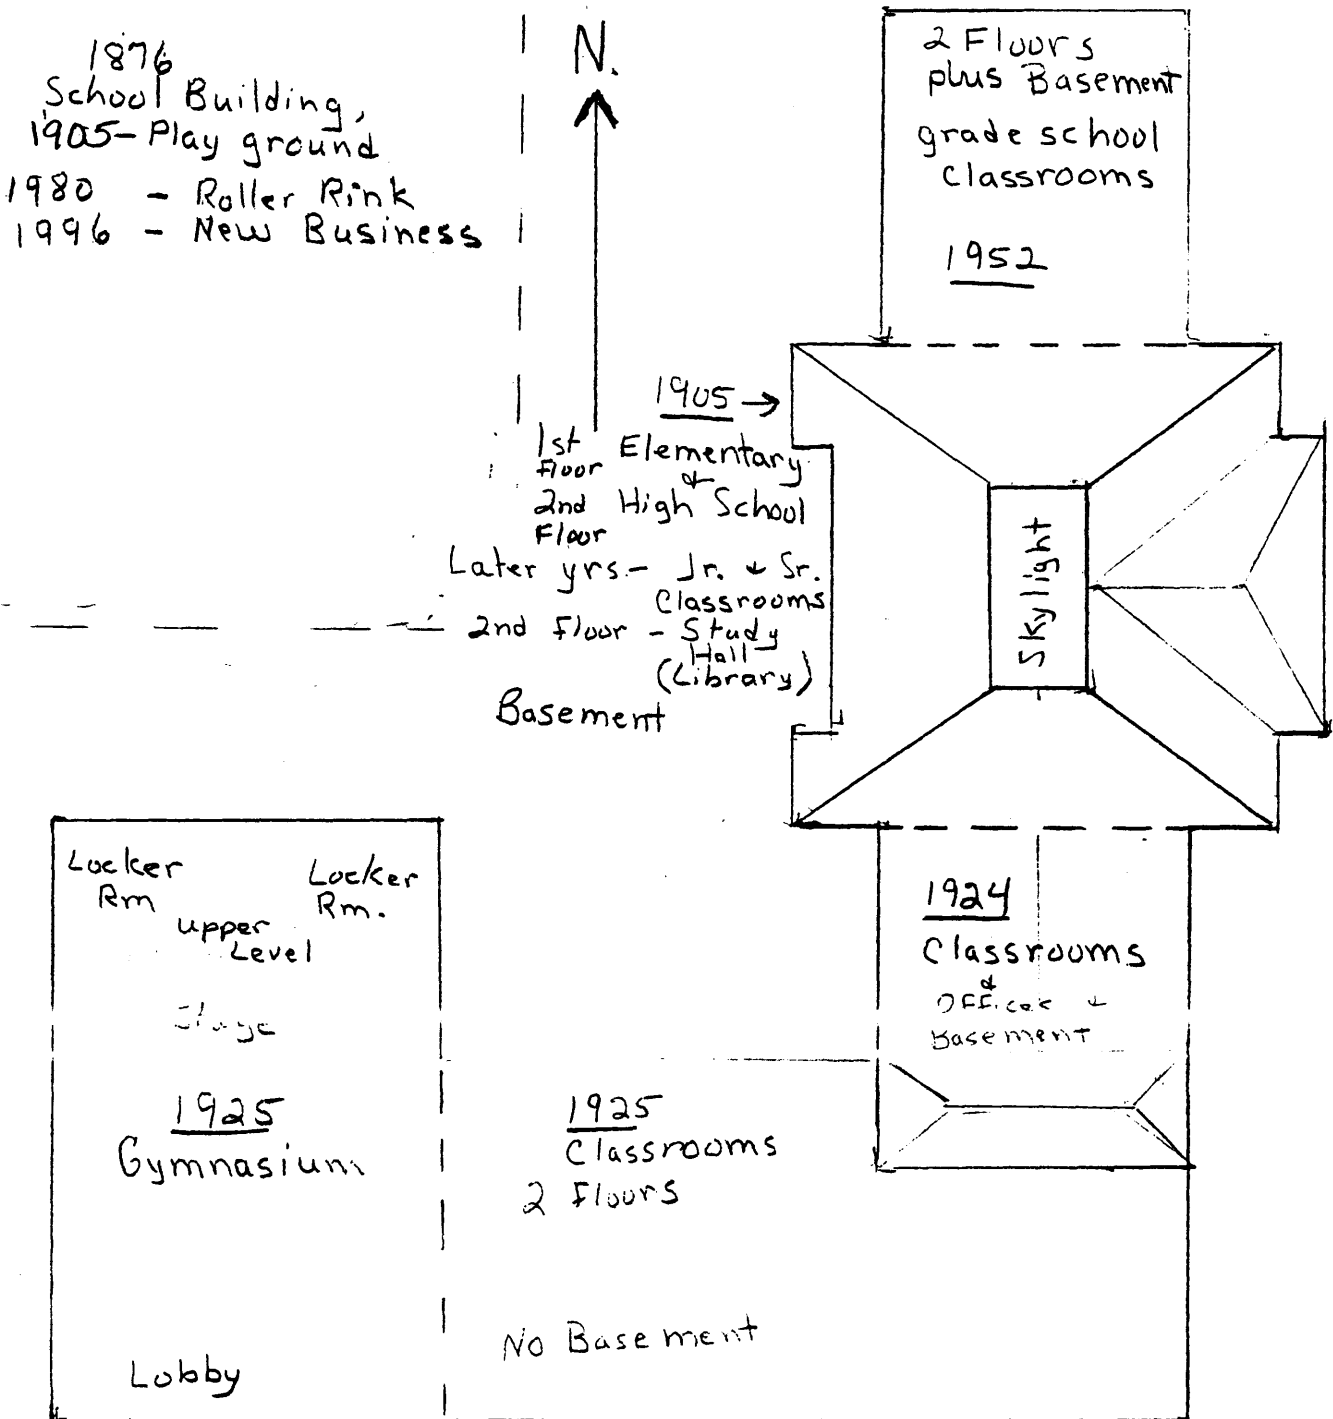 1876
School Building,
1905- Play ground
1980 - Roller Rink
1996 - New Business
N.
2 Floors
plus Basement
grade school
Classrooms
1952
1905 →
1st Floor Elementary
&
2nd Floor High School
Later yrs.- Jr. & Sr.
Classrooms
2nd Floor - Study
Hall
(Library)
Basement
Skylight
Locker
Rm
Locker
Rm.
upper
Level
Stage
1925
Gymnasium
Lobby
1925
Classrooms
2 Floors
No Basement
1924
Classrooms
&
Offices &
Basement